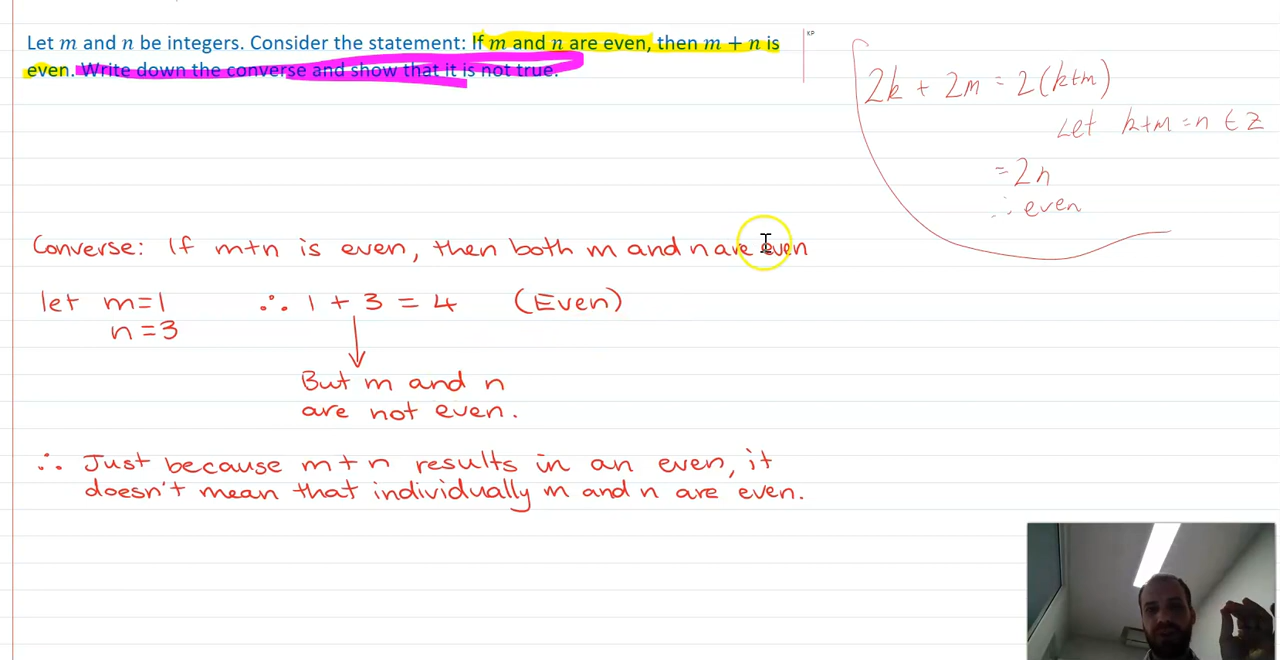 Let m and n be integers. Consider the statement: If m and n are even, then m + n is
even. Write down the converse and show that it is not true.
KP
2k + 2m = 2(k+m)
Let k+m = n ∈ Z
= 2n
∴ even
Converse: If m+n is even, then both m and n are even
let m=1 ∴ 1 + 3 = 4 (Even)
n=3
But m and n
are not even.
∴ Just because m+n results in an even, it
doesn't mean that individually m and n are even.